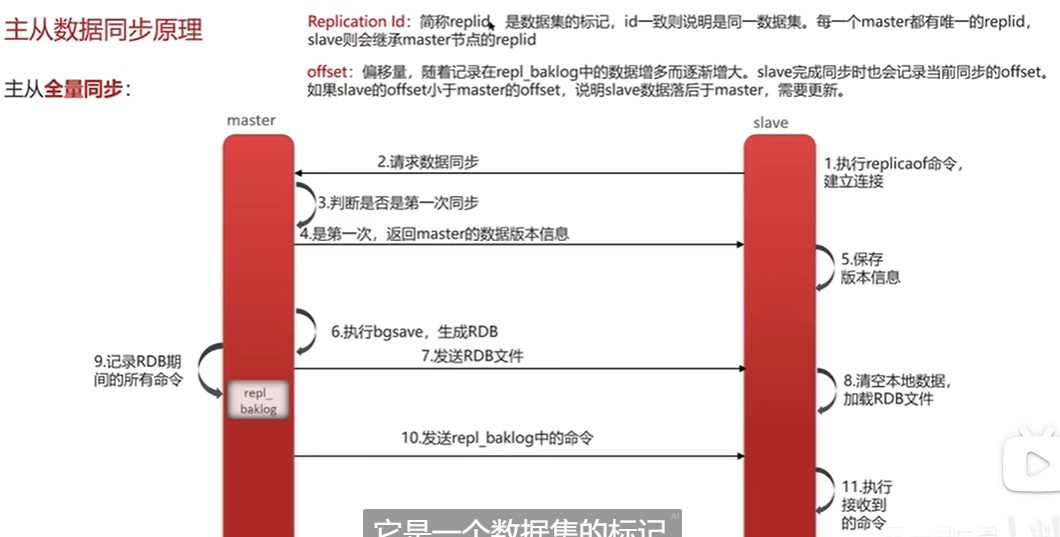 主从数据同步原理
Replication Id：简称replid，是数据集的标记，id一致则说明是同一数据集。每一个master都有唯一的replid，
slave则会继承master节点的replid
主从全量同步：
offset：偏移量，随着记录在repl_baklog中的数据增多而逐渐增大。slave完成同步时也会记录当前同步的offset。
如果slave的offset小于master的offset，说明slave数据落后于master，需要更新。
master
slave
1.执行replicaof命令，
建立连接
2.请求数据同步
3.判断是否是第一次同步
4.是第一次，返回master的数据版本信息
5.保存
版本信息
6.执行bgsave，生成RDB
7.发送RDB文件
8.清空本地数据，
加载RDB文件
9.记录RDB期
间的所有命令
repl_
baklog
10.发送repl_baklog中的命令
11.执行
接收到
的命令
它是一个数据集的标记
AI